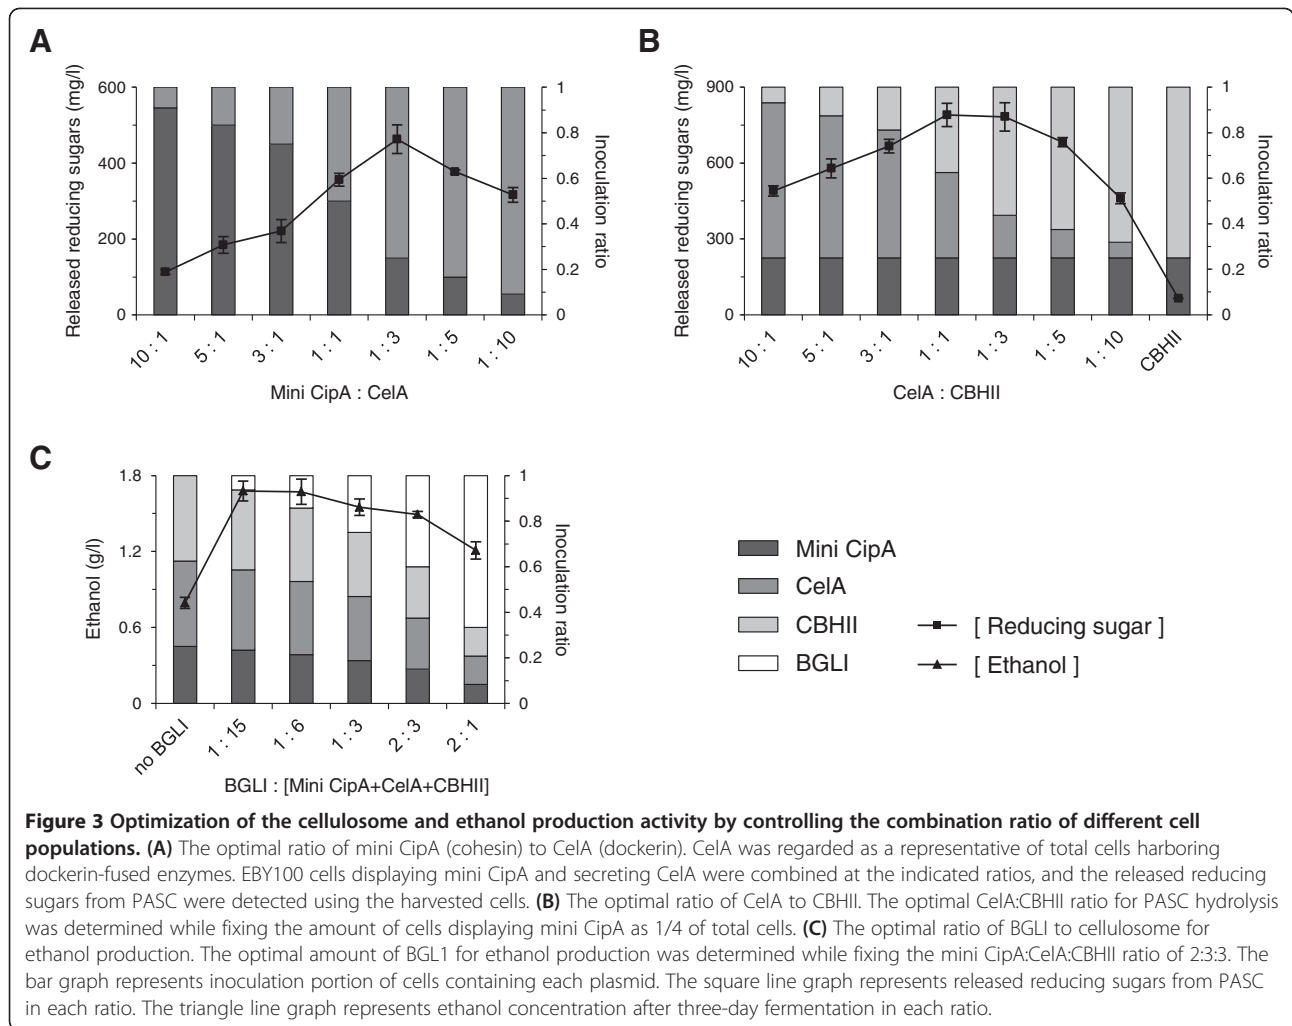 A
Released reducing sugars (mg/l)
600
400
200
0
1
0.8
0.6
0.4
0.2
0
Inoculation ratio
10 : 1
5 : 1
3 : 1
1 : 1
1 : 3
1 : 5
1 : 10
Mini CipA : CelA
B
Released reducing sugars (mg/l)
900
600
300
0
1
0.8
0.6
0.4
0.2
0
Inoculation ratio
10 : 1
5 : 1
3 : 1
1 : 1
1 : 3
1 : 5
1 : 10
CBHII
CelA : CBHII
C
Ethanol (g/l)
1.8
1.2
0.6
0
1
0.8
0.6
0.4
0.2
0
Inoculation ratio
no BGLI
1 : 15
1 : 6
1 : 3
2 : 3
2 : 1
BGLI : [Mini CipA+CelA+CBHII]
Mini CipA
CelA
CBHII
BGLI
[ Reducing sugar ]
[ Ethanol ]
Figure 3 Optimization of the cellulosome and ethanol production activity by controlling the combination ratio of different cell
populations. (A) The optimal ratio of mini CipA (cohesin) to CelA (dockerin). CelA was regarded as a representative of total cells harboring
dockerin-fused enzymes. EBY100 cells displaying mini CipA and secreting CelA were combined at the indicated ratios, and the released reducing
sugars from PASC were detected using the harvested cells. (B) The optimal ratio of CelA to CBHII. The optimal CelA:CBHII ratio for PASC hydrolysis
was determined while fixing the amount of cells displaying mini CipA as 1/4 of total cells. (C) The optimal ratio of BGLI to cellulosome for
ethanol production. The optimal amount of BGL1 for ethanol production was determined while fixing the mini CipA:CelA:CBHII ratio of 2:3:3. The
bar graph represents inoculation portion of cells containing each plasmid. The square line graph represents released reducing sugars from PASC
in each ratio. The triangle line graph represents ethanol concentration after three-day fermentation in each ratio.